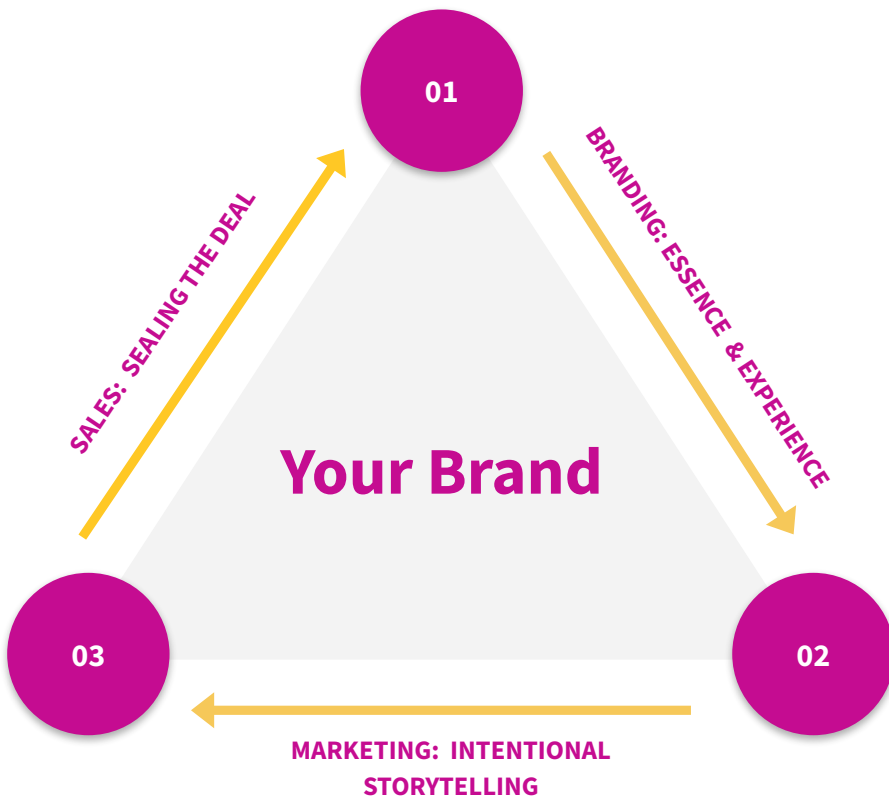 01
BRANDING: ESSENCE & EXPERIENCE
SALES: SEALING THE DEAL
Your Brand
03
02
MARKETING: INTENTIONAL
STORYTELLING